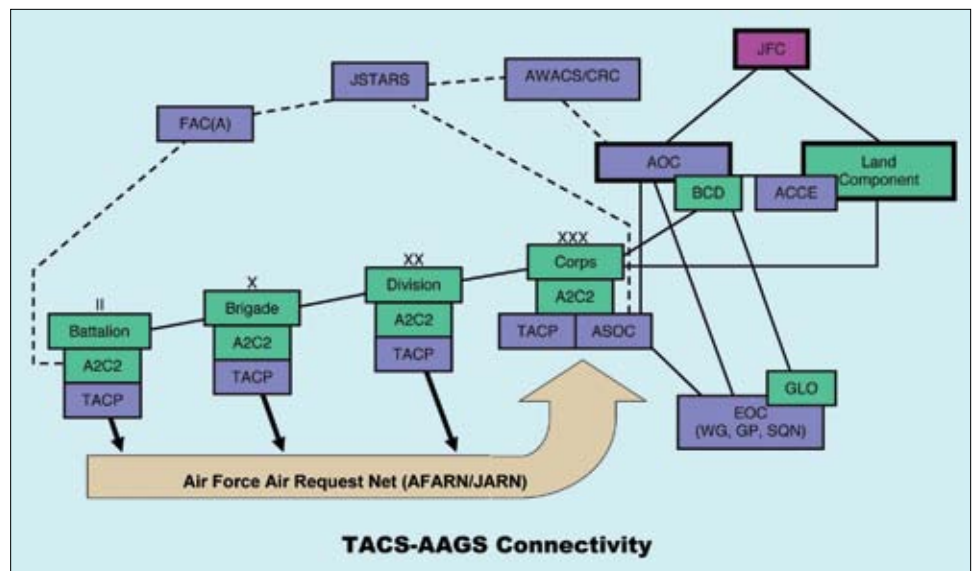 JFC
AWACS/CRC
JSTARS
FAC(A)
AOC
Land
Component
BCD
ACCE
XXX
Corps
A2C2
TACP
ASOC
XX
Division
A2C2
TACP
X
Brigade
A2C2
TACP
II
Battalion
A2C2
TACP
GLO
EOC
(WG, GP, SQN)
Air Force Air Request Net (AFARN/JARN)
TACS-AAGS Connectivity